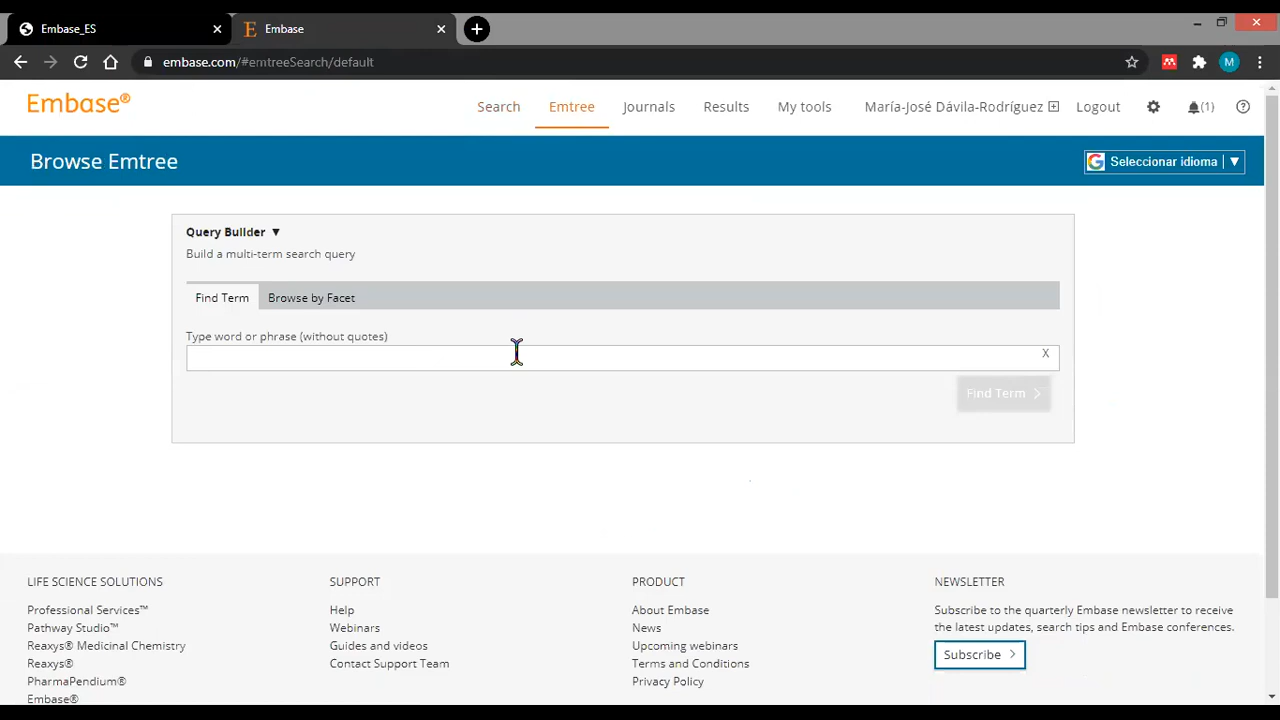 Embase_ES
Embase
embase.com/#emtreeSearch/default
M
Embase®
Search
Emtree
Journals
Results
My tools
María-José Dávila-Rodríguez
Logout
(1)
Browse Emtree
Seleccionar idioma
Query Builder
Build a multi-term search query
Find Term
Browse by Facet
Type word or phrase (without quotes)
X
Find Term
LIFE SCIENCE SOLUTIONS
Professional Services™
Pathway Studio™
Reaxys® Medicinal Chemistry
Reaxys®
PharmaPendium®
Embase®
SUPPORT
Help
Webinars
Guides and videos
Contact Support Team
PRODUCT
About Embase
News
Upcoming webinars
Terms and Conditions
Privacy Policy
NEWSLETTER
Subscribe to the quarterly Embase newsletter to receive
the latest updates, search tips and Embase conferences.
Subscribe